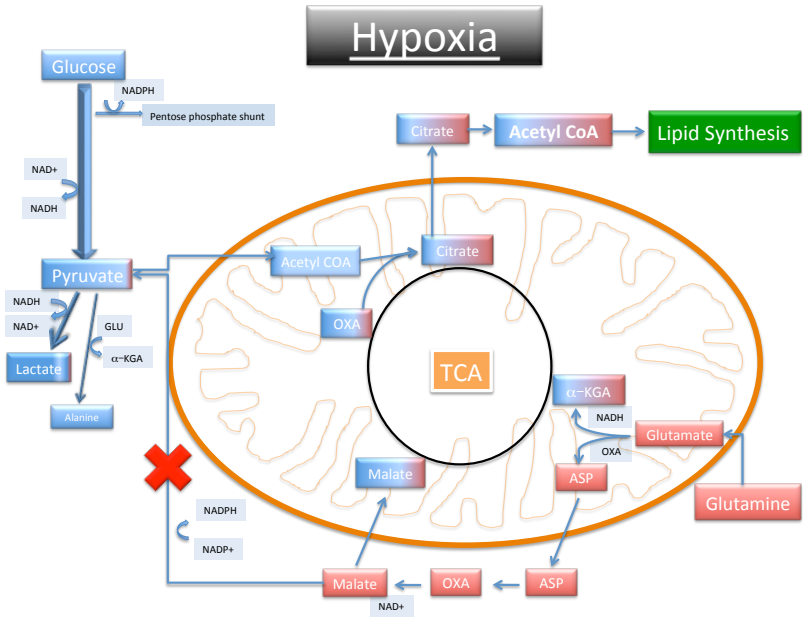 Hypoxia
Glucose
NADPH
Pentose phosphate shunt
Citrate
Acetyl CoA
Lipid Synthesis
NAD+
NADH
Pyruvate
Acetyl COA
Citrate
NADH
NAD+
GLU
α−KGA
OXA
Lactate
TCA
α−KGA
Alanine
NADH
Glutamate
OXA
Malate
ASP
Glutamine
NADPH
NADP+
Malate
OXA
ASP
NAD+